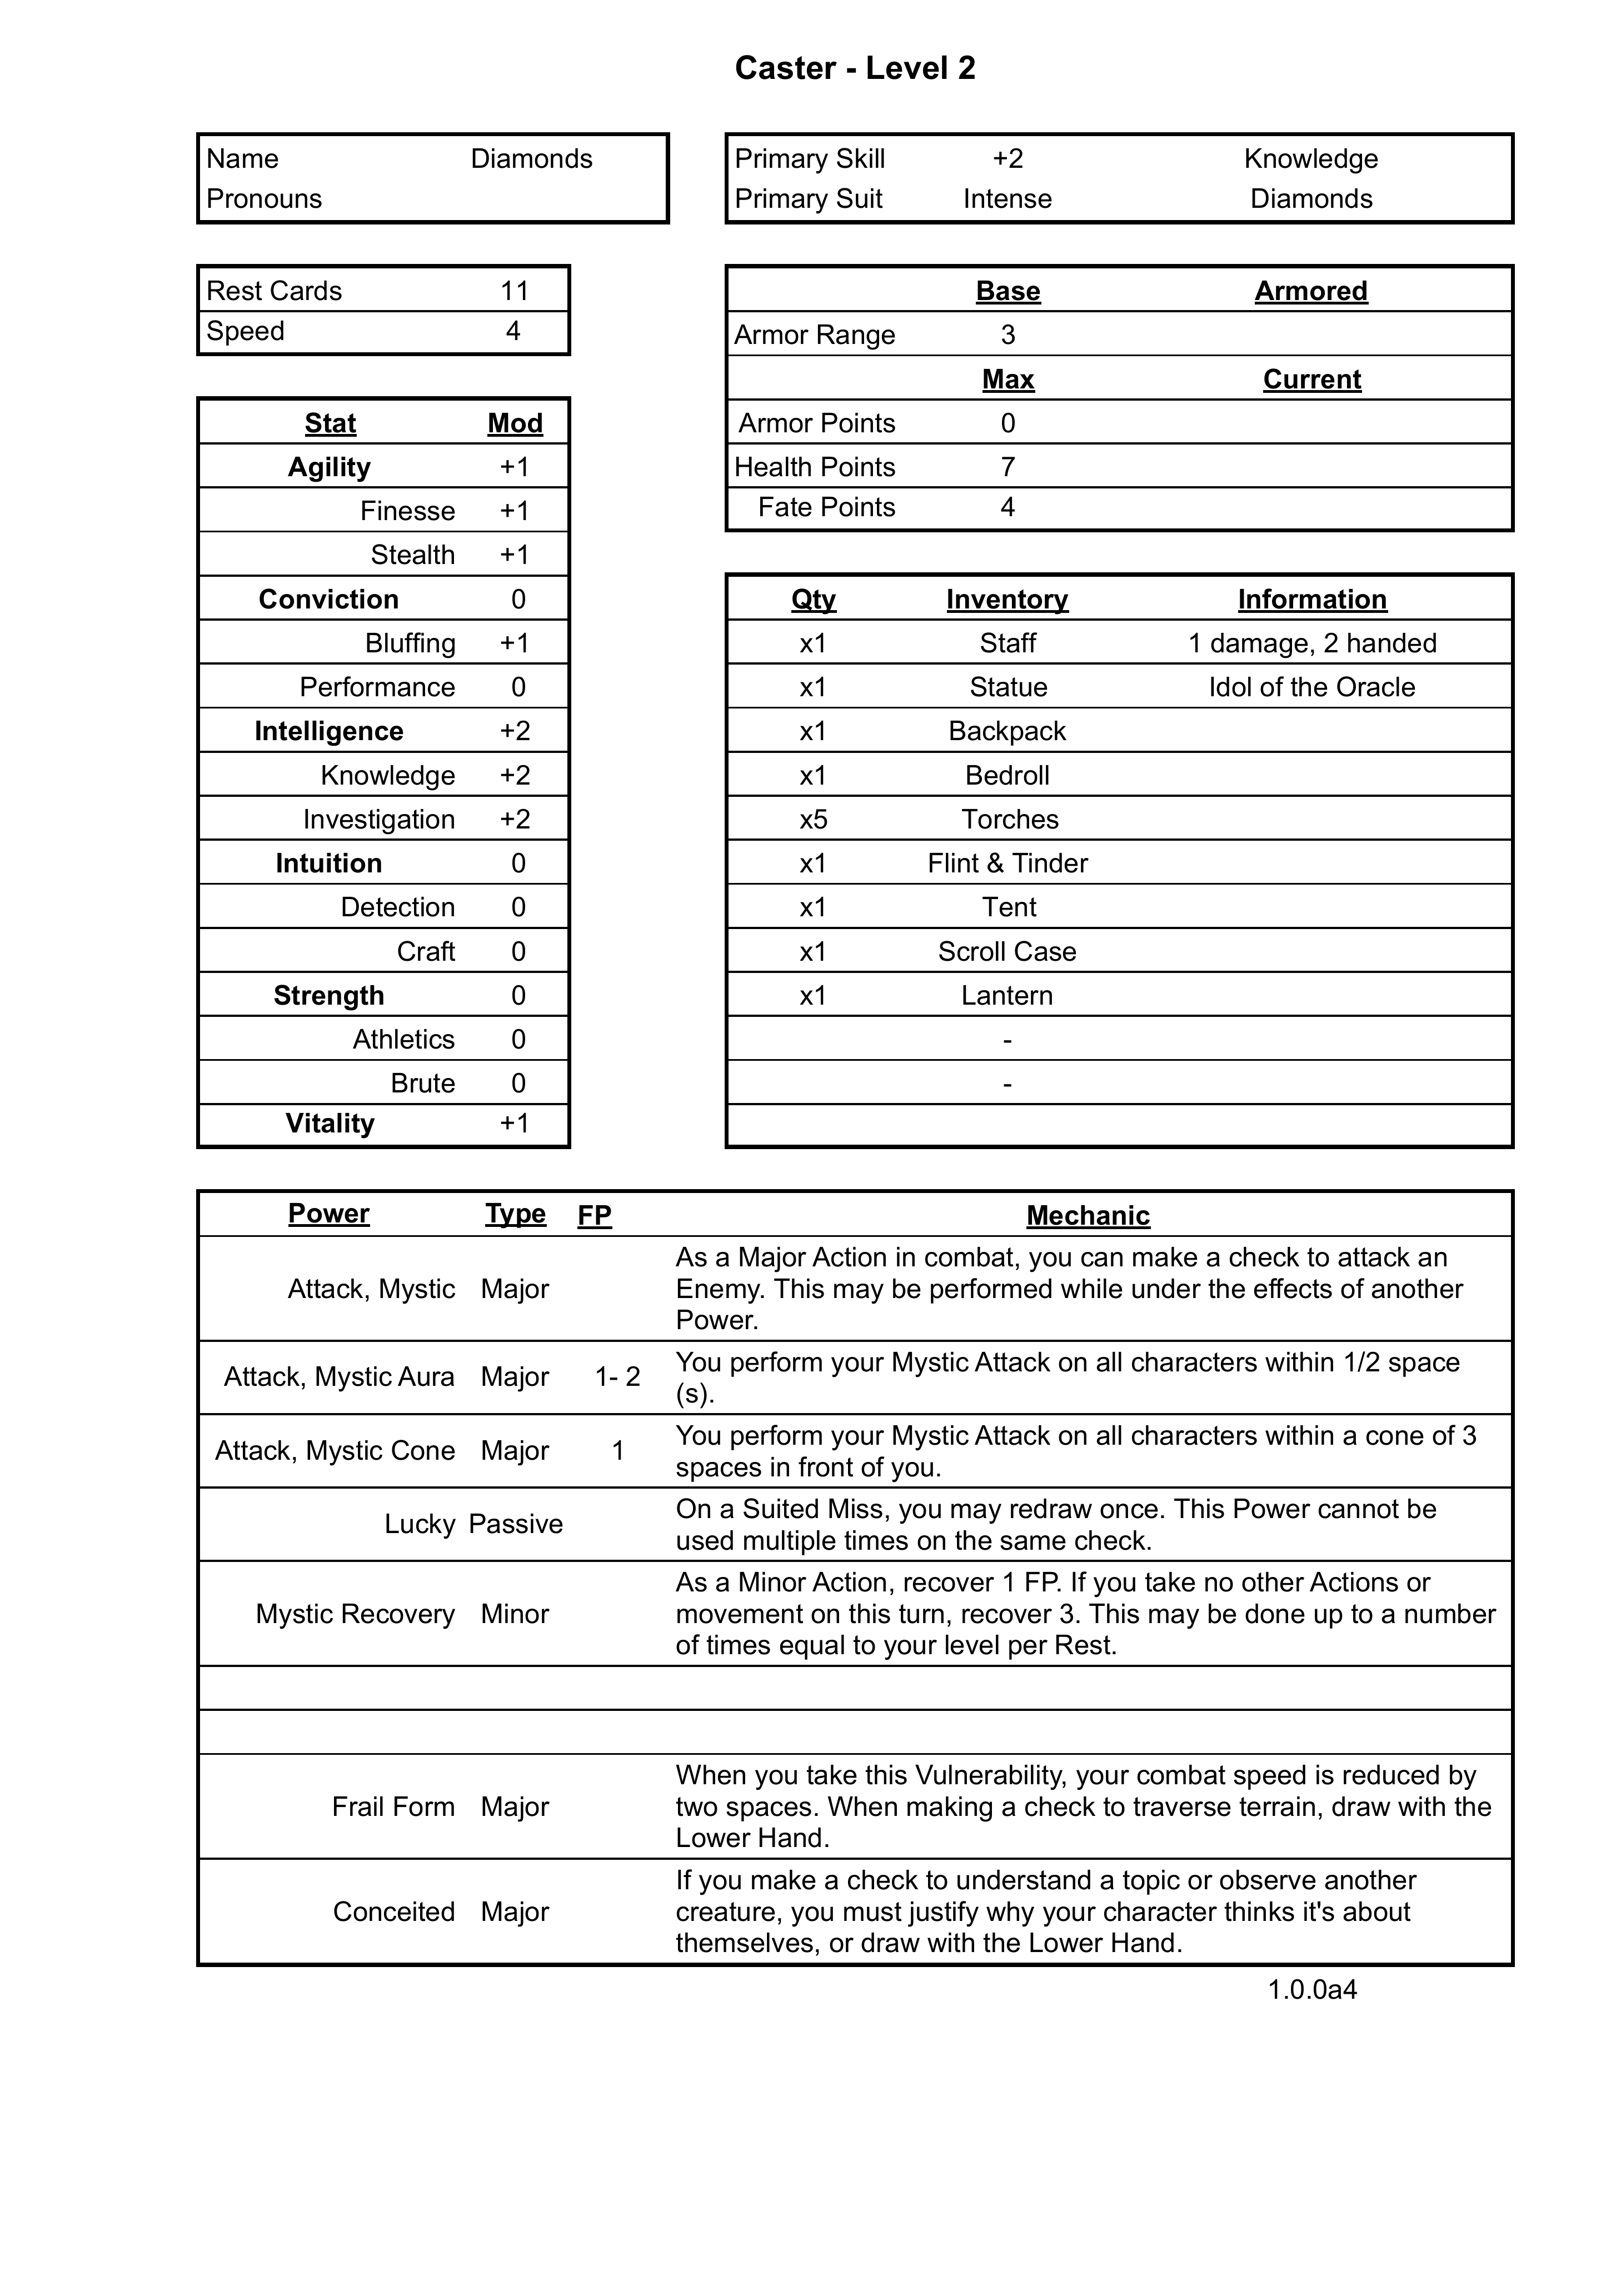 Caster - Level 2
Name Diamonds
Pronouns
Primary Skill +2 Knowledge
Primary Suit Intense Diamonds
Rest Cards 11
Speed 4
Base Armored
Armor Range 3
Max Current
Armor Points 0
Health Points 7
Fate Points 4
Stat Mod
Agility +1
Finesse +1
Stealth +1
Conviction 0
Bluffing +1
Performance 0
Intelligence +2
Knowledge +2
Investigation +2
Intuition 0
Detection 0
Craft 0
Strength 0
Athletics 0
Brute 0
Vitality +1
Qty Inventory Information
x1 Staff 1 damage, 2 handed
x1 Statue Idol of the Oracle
x1 Backpack
x1 Bedroll
x5 Torches
x1 Flint & Tinder
x1 Tent
x1 Scroll Case
x1 Lantern
-
-
Power Type FP Mechanic
Attack, Mystic Major
As a Major Action in combat, you can make a check to attack an
Enemy. This may be performed while under the effects of another
Power.
Attack, Mystic Aura Major 1- 2
You perform your Mystic Attack on all characters within 1/2 space
(s).
Attack, Mystic Cone Major 1
You perform your Mystic Attack on all characters within a cone of 3
spaces in front of you.
Lucky Passive
On a Suited Miss, you may redraw once. This Power cannot be
used multiple times on the same check.
Mystic Recovery Minor
As a Minor Action, recover 1 FP. If you take no other Actions or
movement on this turn, recover 3. This may be done up to a number
of times equal to your level per Rest.
Frail Form Major
When you take this Vulnerability, your combat speed is reduced by
two spaces. When making a check to traverse terrain, draw with the
Lower Hand.
Conceited Major
If you make a check to understand a topic or observe another
creature, you must justify why your character thinks it's about
themselves, or draw with the Lower Hand.
1.0.0a4